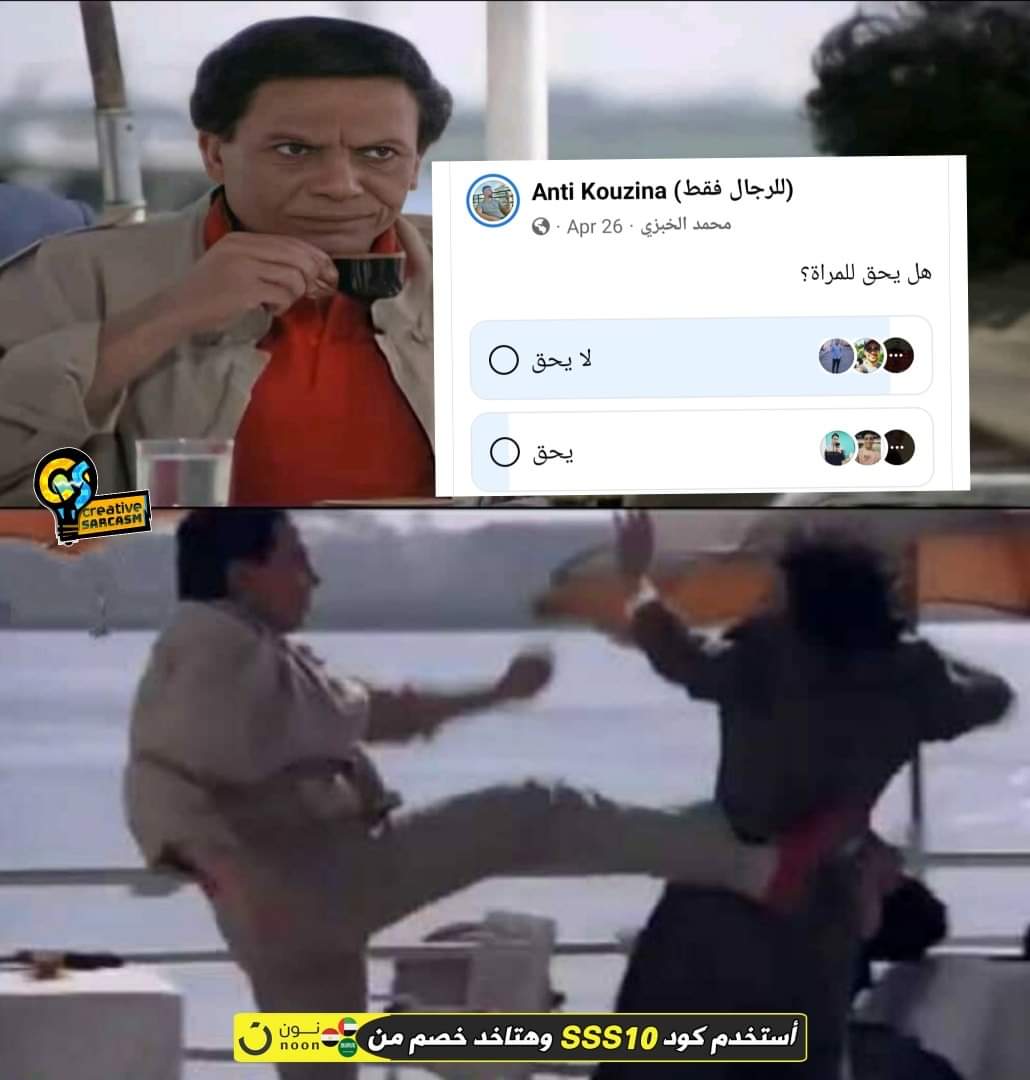 Anti Kouzina (للرجال فقط)
محمد الخبزي · Apr 26 ·
هل يحق للمراة؟
لا يحق
يحق
creative
SARCASM
أستخدم كود SSS10 وهتاخد خصم من نـون
noon